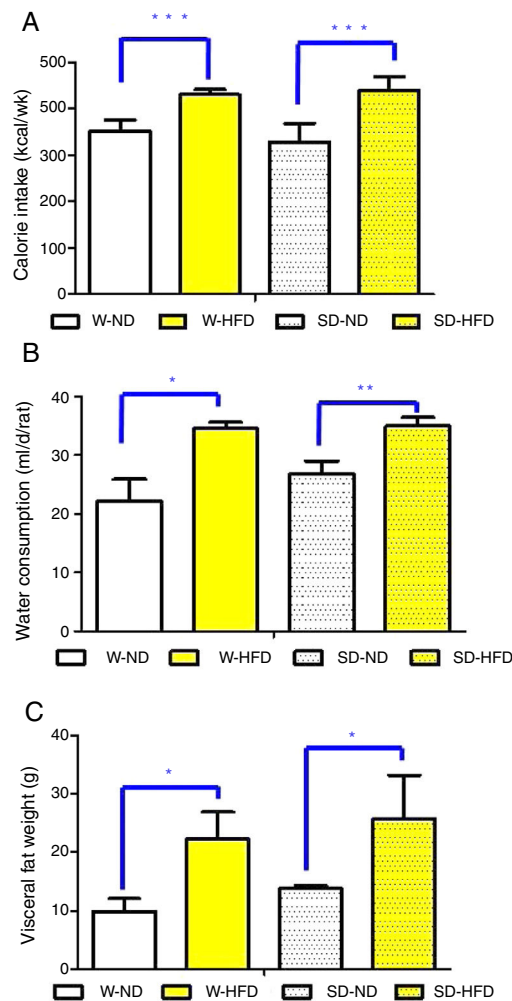 A
* * *
* * *
500
500
300
200
100
0
Calorie intake (kcal/wk)
W-ND W-HFD SD-ND SD-HFD
B
*
* *
40
30
20
10
0
Water consumption (ml/d/rat)
W-ND W-HFD SD-ND SD-HFD
C
*
*
40
30
20
10
0
Visceral fat weight (g)
W-ND W-HFD SD-ND SD-HFD